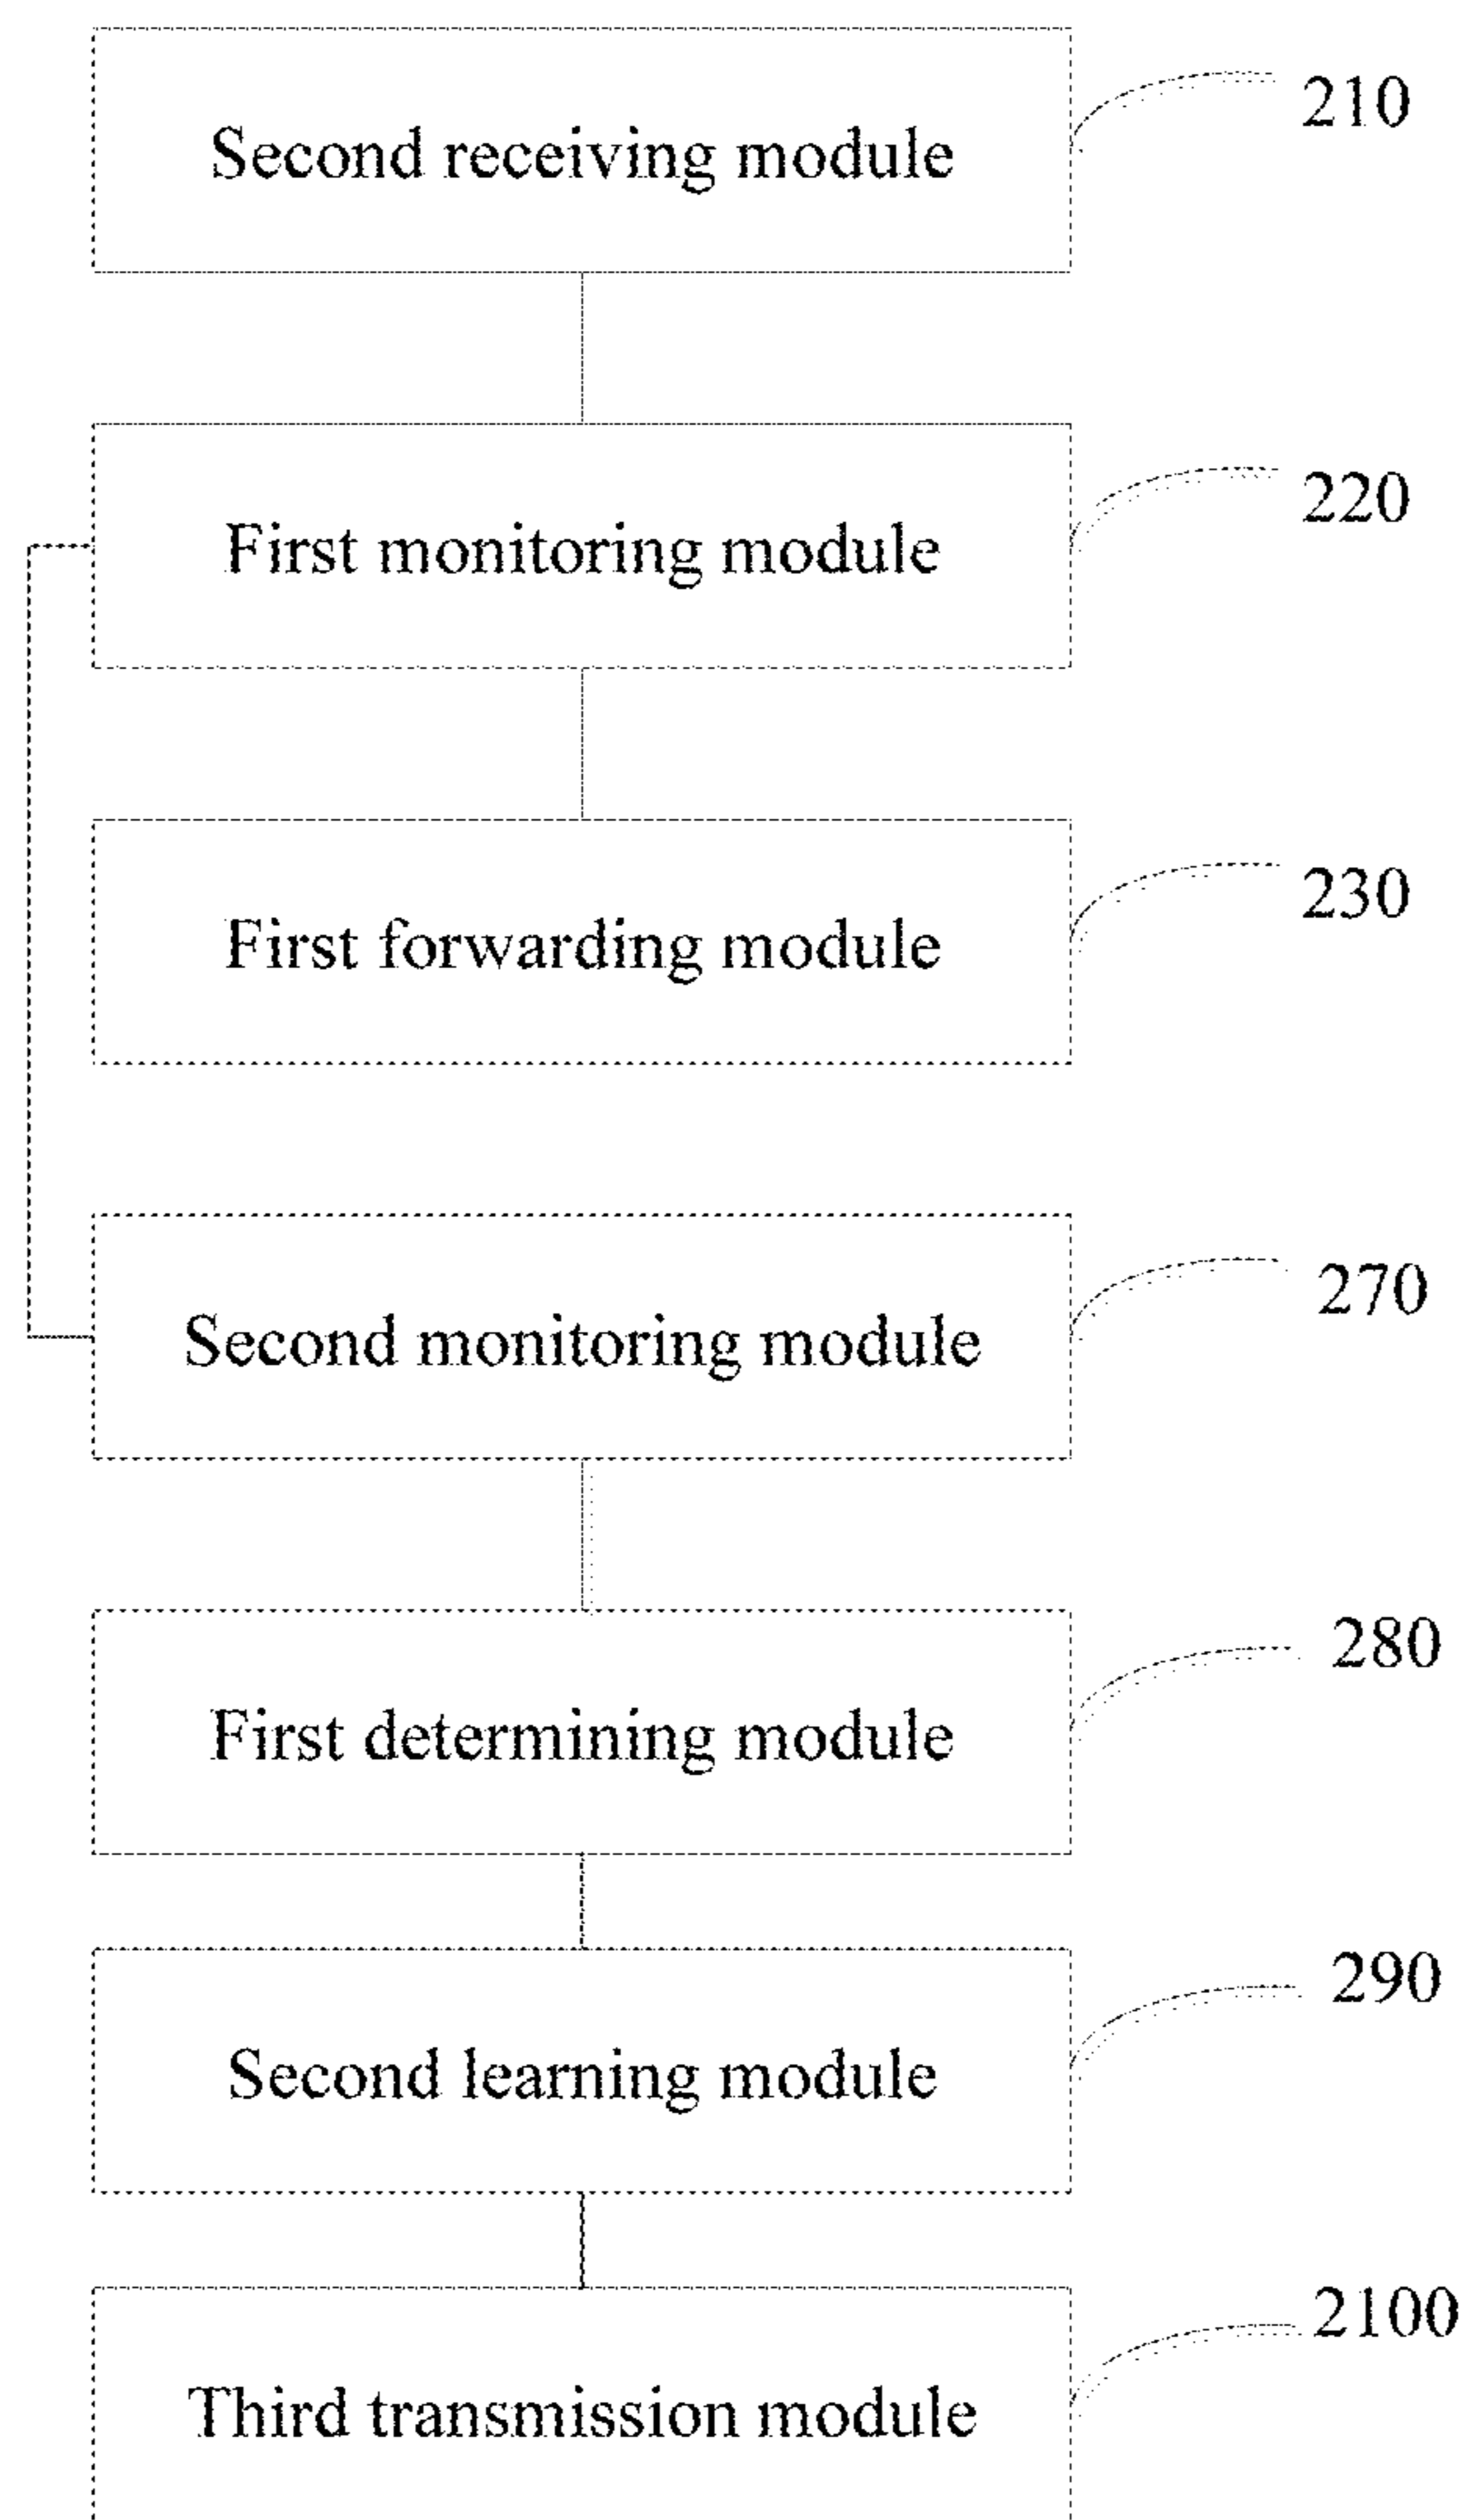 Second receiving module
210
First monitoring module
220
First forwarding module
230
Second monitoring module
270
First determining module
280
Second learning module
290
Third transmission module
2100